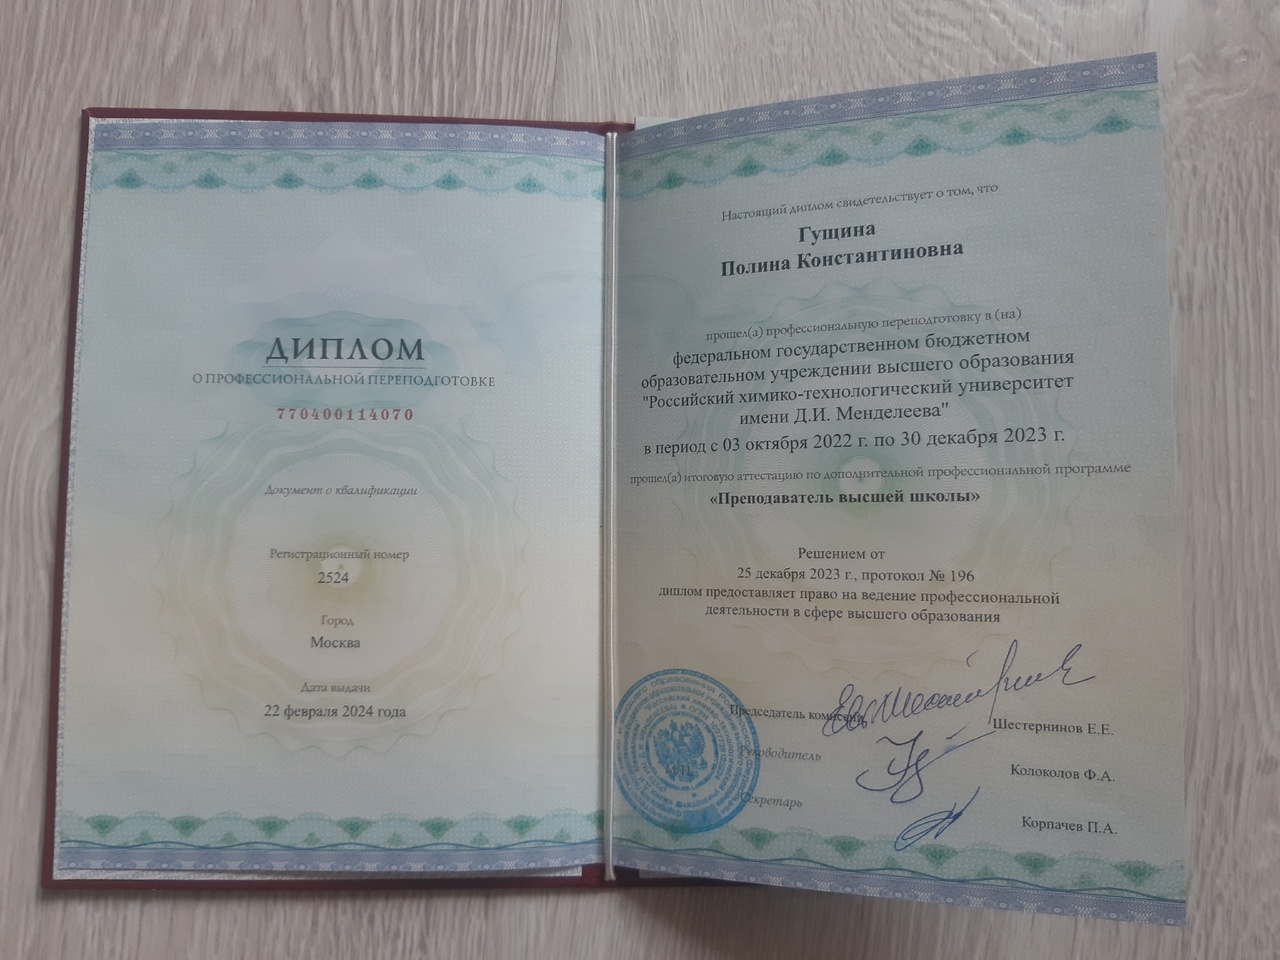 ДИПЛОМ
О ПРОФЕССИОНАЛЬНОЙ ПЕРЕПОДГОТОВКЕ
770400114070
Документ о квалификации
Регистрационный номер
2524
Город
Москва
Дата выдачи
22 февраля 2024 года
Настоящий диплом свидетельствует о том, что
Гущина
Полина Константиновна
прошел(а) профессиональную переподготовку в (на)
федеральном государственном бюджетном
образовательном учреждении высшего образования
"Российский химико-технологический университет
имени Д.И. Менделеева"
в период с 03 октября 2022 г. по 30 декабря 2023 г.
прошел(а) итоговую аттестацию по дополнительной профессиональной программе
«Преподаватель высшей школы»
Решением от
25 декабря 2023 г., протокол № 196
диплом предоставляет право на ведение профессиональной
деятельности в сфере высшего образования
Председатель комиссии
Шестернинов Е.Е.
Руководитель
Колоколов Ф.А.
М.П.
Секретарь
Корпачев П.А.